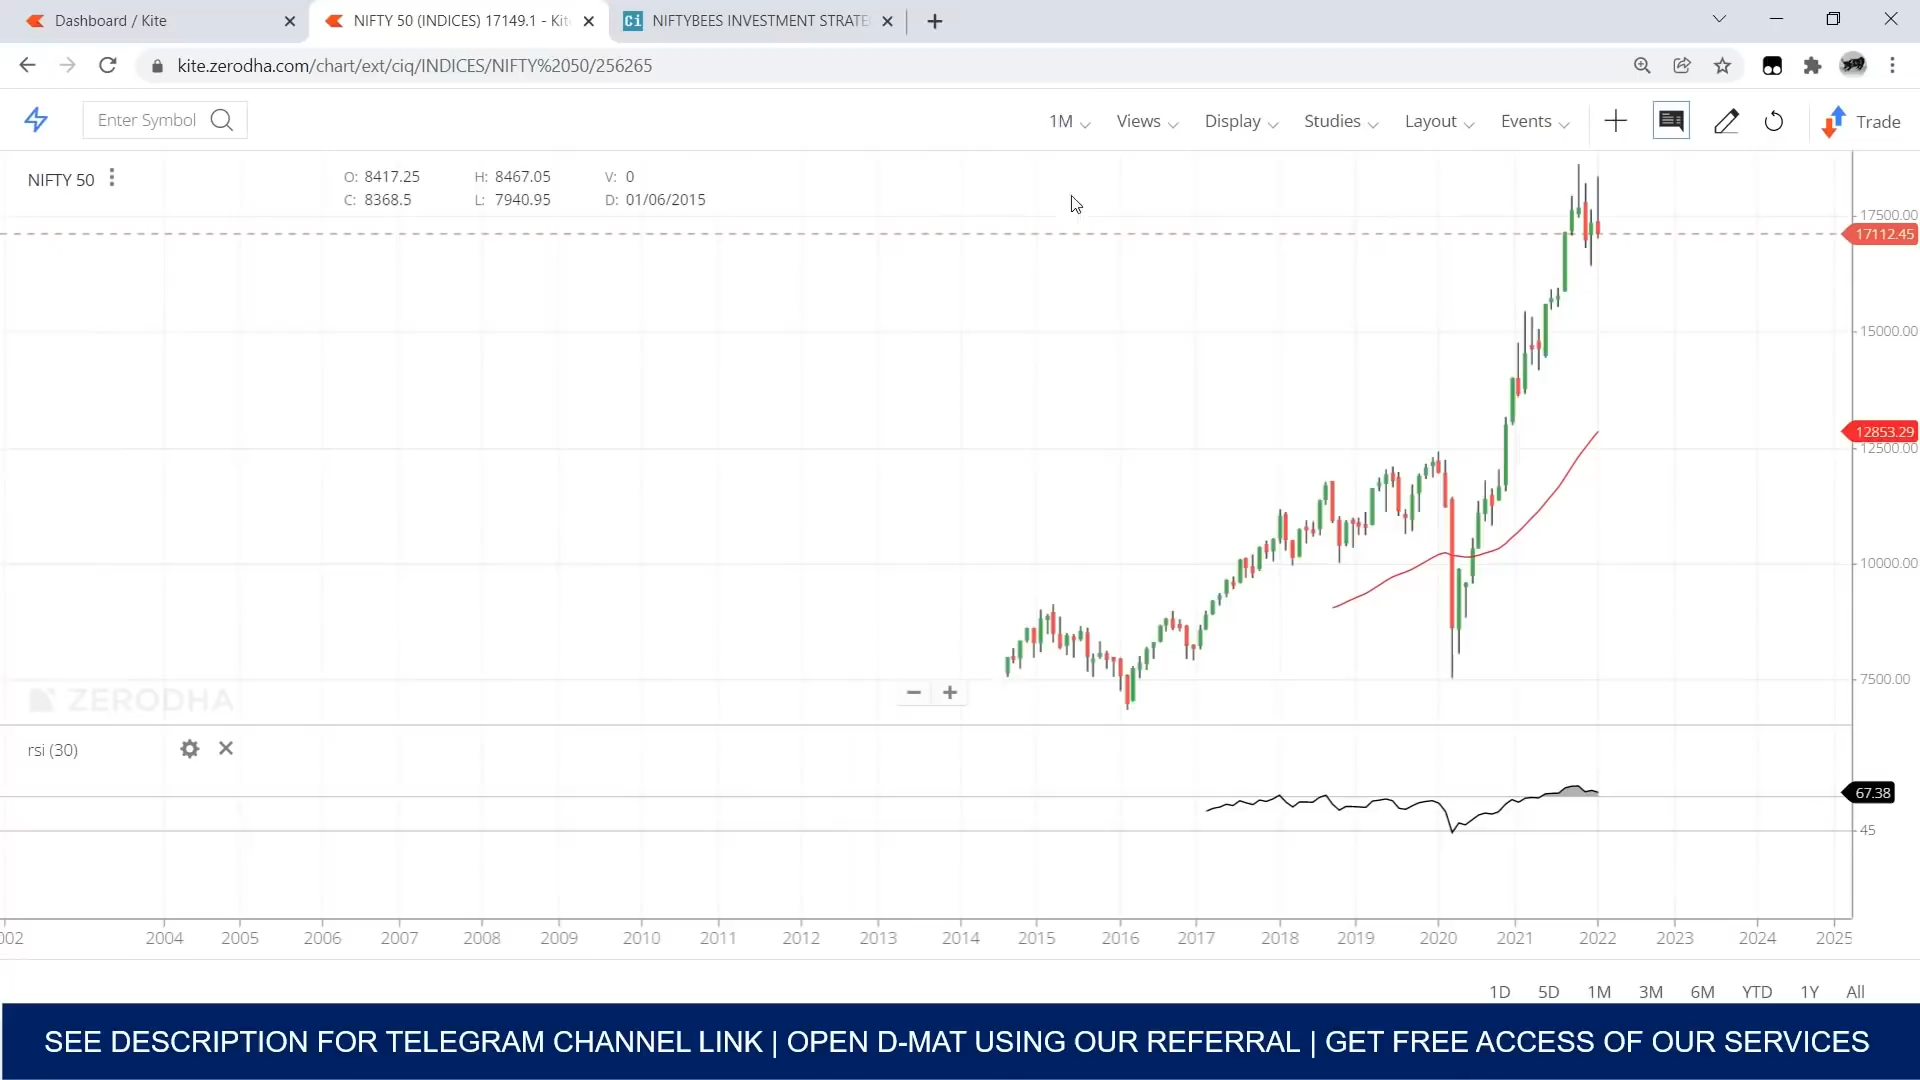 Dashboard / Kite
NIFTY 50 (INDICES) 17149.1 - Kit
Ci NIFTYBEES INVESTMENT STRATE
kite.zerodha.com/chart/ext/ciq/INDICES/NIFTY%2050/256265
Enter Symbol
1M Views Display Studies Layout Events Trade
NIFTY 50
O: 8417.25 H: 8467.05 V: 0
C: 8368.5 L: 7940.95 D: 01/06/2015
17500.00
17112.45
15000.00
12853.29
12500.00
10000.00
7500.00
ZERODHA
rsi (30)
67.38
45
002 2004 2005 2006 2007 2008 2009 2010 2011 2012 2013 2014 2015 2016 2017 2018 2019 2020 2021 2022 2023 2024 2025
1D 5D 1M 3M 6M YTD 1Y All
SEE DESCRIPTION FOR TELEGRAM CHANNEL LINK | OPEN D-MAT USING OUR REFERRAL | GET FREE ACCESS OF OUR SERVICES